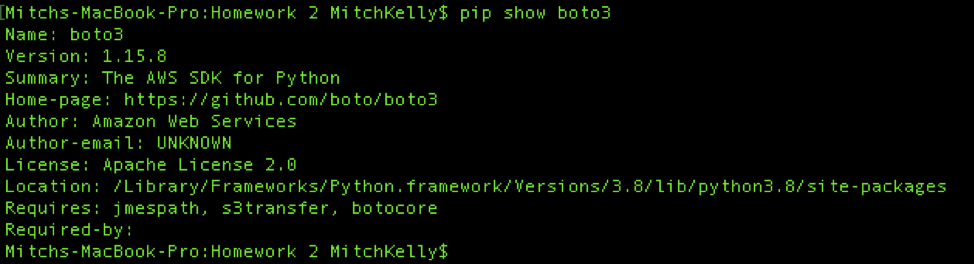 [Mitchs-MacBook-Pro:Homework 2 MitchKelly$ pip show boto3
Name: boto3
Version: 1.15.8
Summary: The AWS SDK for Python
Home-page: https://github.com/boto/boto3
Author: Amazon Web Services
Author-email: UNKNOWN
License: Apache License 2.0
Location: /Library/Frameworks/Python.framework/Versions/3.8/lib/python3.8/site-packages
Requires: jmespath, s3transfer, botocore
Required-by:
Mitchs-MacBook-Pro:Homework 2 MitchKelly$